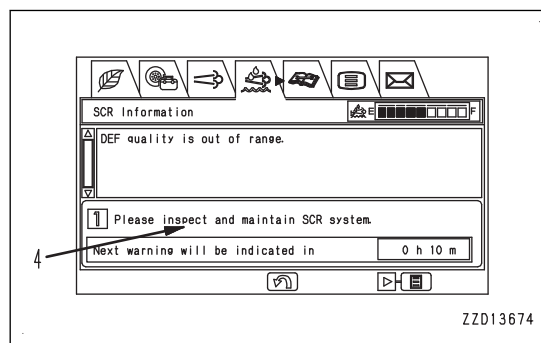 SCR Information
E F
DEF quality is out of range.
1 Please inspect and maintain SCR system.
4
Next warning will be indicated in 0 h 10 m
ZZD13674